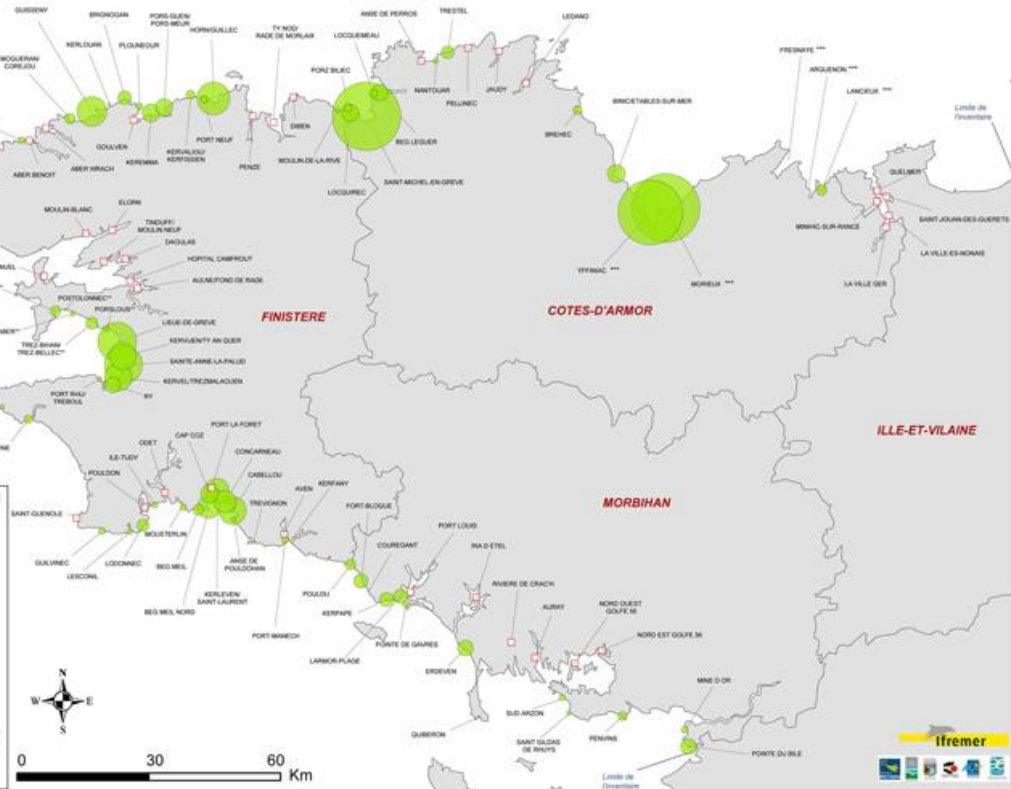 GUISSENY
BRIGNOGAN
KERLOUAN
PLOUNEOUR
PORS-GUEN/
PORS-MEUR
HORN/GUILLEC
TY NOD/
RADE DE MORLAIX
LOCQUEMEAU
ANSE DE PERROS
TRESTEL
LEDANO
MOGUERAN/
COREJOU
PORZ BILIEC
NANTOUAR
PELLINEC
JAUDY
BREHEC
BINIC/ETABLES-SUR-MER
FRESNAYE ***
ARGUENON ***
LANCIEUX ***
Limite de
l'inventaire
ABER BENOIT
ABER WRACH
GOULVEN
KEREMMA
KERVALIOU/
KERFISSIEN
PORT NEUF
PENZE
DIBEN
MOULIN-DE-LA-RIVE
LOCQUIREC
BEG LEGUER
SAINT-MICHEL-EN-GREVE
QUELMER
SAINT-JOUAN-DES-GUERETS
MINIHIC-SUR-RANCE
LA VILLE-ES-NONAIS
LA VILLE GER
YFFINIAC ***
MORIEUX ***
MOULIN-BLANC
ELORN
TINDUFF/
MOULIN NEUF
DAOULAS
HOPITAL CAMFROUT
AULNE/FOND DE RADE
NUEL
POSTOLONNEC**
PORSLOUS**
ABER**
TREZ-BIHAN/
TREZ-BELLEC**
LIEUE-DE-GREVE
KERVIJEN/TY AN QUER
SAINTE-ANNE-LA-PALUD
KERVEL/TREZMALAOUEN
RY
PORT RHU/
TREBOUL
FINISTERE
COTES-D'ARMOR
ILLE-ET-VILAINE
MORBIHAN
PORT LA FORET
CAP COZ
CONCARNEAU
ODET
CABELLOU
ILE-TUDY
TREVIGNON
POULDON
AVEN
KERFANY
FORT-BLOQUE
SAINT-GUENOLE
COUREGANT
PORT LOUIS
RIA D ETEL
RIVIERE DE CRAC'H
AURAY
NORD OUEST
GOLFE 56
NORD EST GOLFE 56
GUILVINEC
LESCONIL
LODONNEC
MOUSTERLIN
BEG MEIL
BEG MEIL NORD
KERLEVEN/
SAINT-LAURENT
ANSE DE
POULDOHAN
PORT-MANECH
POULOU
KERPAPE
LARMOR-PLAGE
POINTE DE GAVRES
ERDEVEN
QUIBERON
SUD ARZON
SAINT GILDAS
DE RHUYS
PENVINS
MINE D OR
POINTE DU BILE
Limite de
l'inventaire
N
W E
S
0 30 60
Km
Ifremer